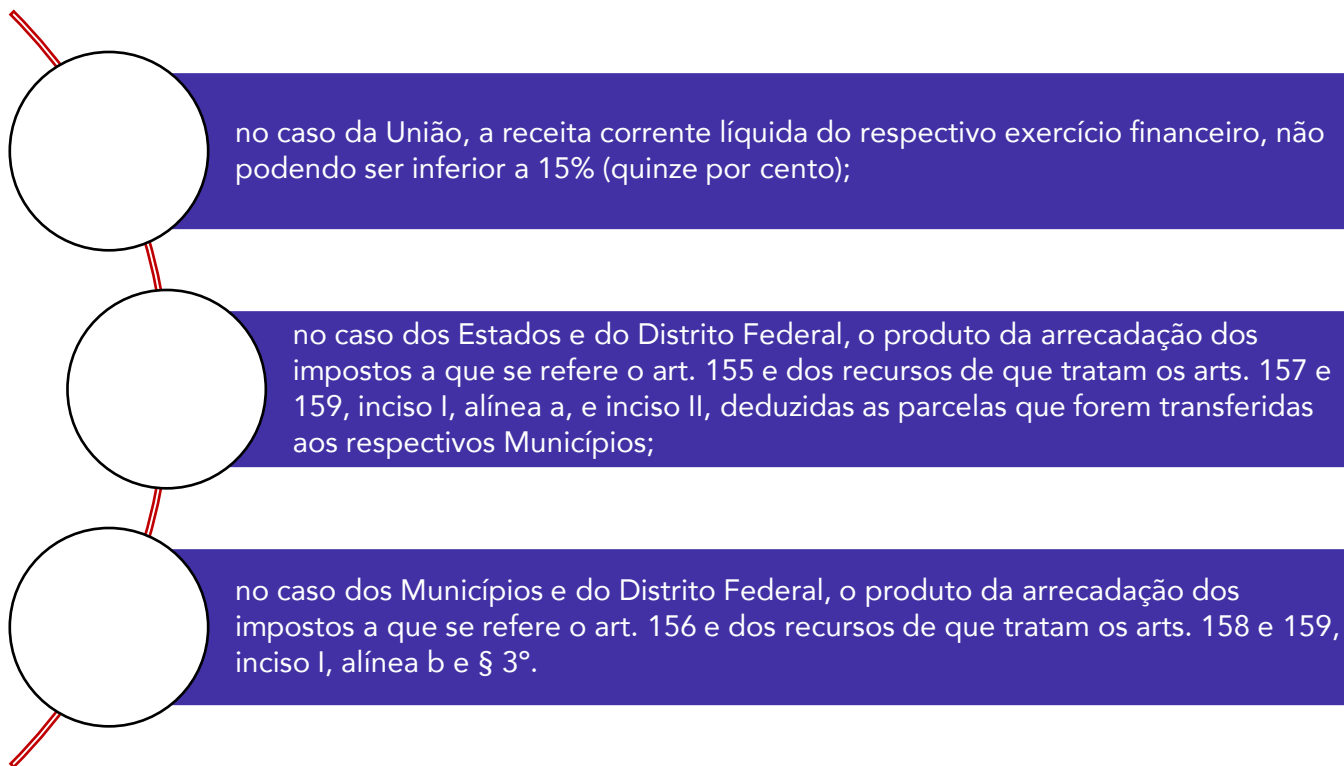 no caso da União, a receita corrente líquida do respectivo exercício financeiro, não
podendo ser inferior a 15% (quinze por cento);
no caso dos Estados e do Distrito Federal, o produto da arrecadação dos
impostos a que se refere o art. 155 e dos recursos de que tratam os arts. 157 e
159, inciso I, alínea a, e inciso II, deduzidas as parcelas que forem transferidas
aos respectivos Municípios;
no caso dos Municípios e do Distrito Federal, o produto da arrecadação dos
impostos a que se refere o art. 156 e dos recursos de que tratam os arts. 158 e 159,
inciso I, alínea b e § 3º.